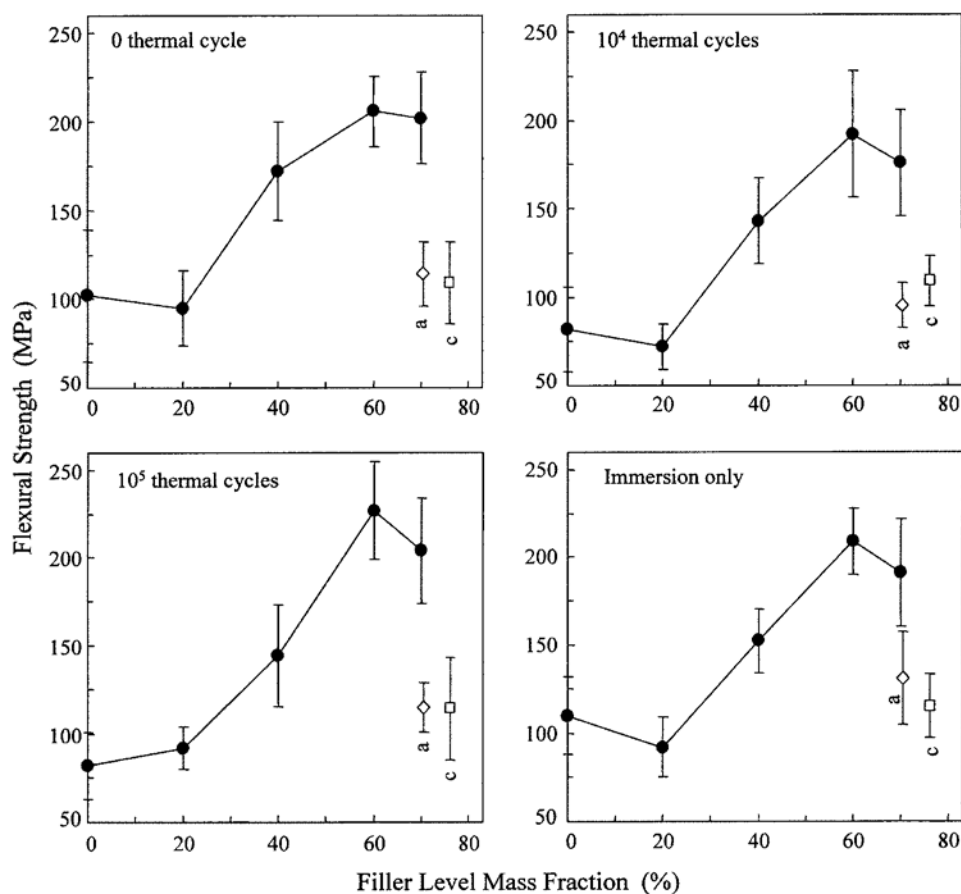 0 thermal cycle
250
200
150
100
50
0 20 40 60 80
a
c
10⁴ thermal cycles
250
200
150
100
50
0 20 40 60 80
a
c
10⁵ thermal cycles
250
200
150
100
50
0 20 40 60 80
a
c
Immersion only
250
200
150
100
50
0 20 40 60 80
a
c
Flexural Strength (MPa)
Filler Level Mass Fraction (%)